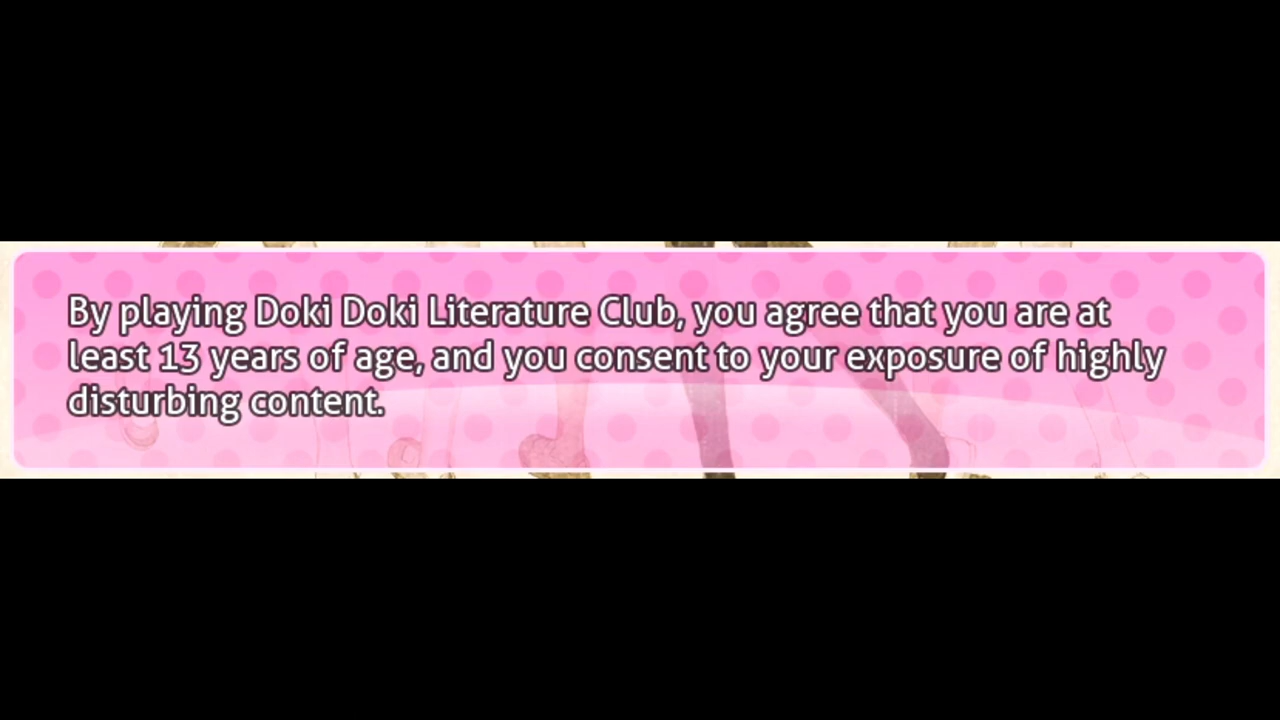 By playing Doki Doki Literature Club, you agree that you are at
least 13 years of age, and you consent to your exposure of highly
disturbing content.